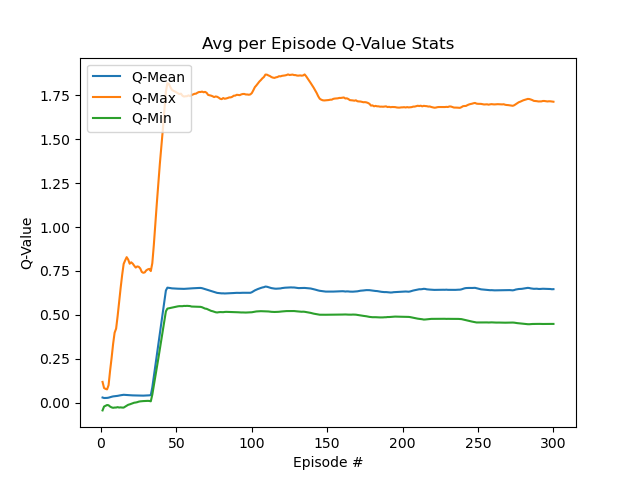 Avg per Episode Q-Value Stats
Q-Mean
Q-Max
Q-Min
Q-Value
1.75
1.50
1.25
1.00
0.75
0.50
0.25
0.00
0 50 100 150 200 250 300
Episode #